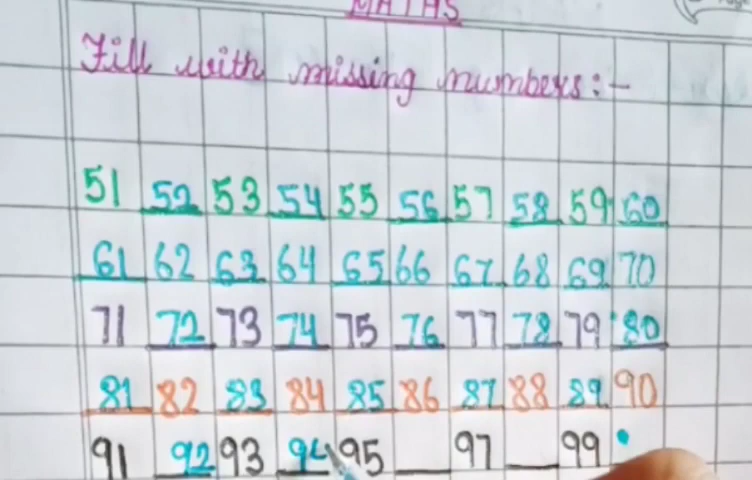 MATHS
Fill with missing numbers:-
51 52 53 54 55 56 57 58 59 60
61 62 63 64 65 66 67 68 69 70
71 72 73 74 75 76 77 78 79 80
81 82 83 84 85 86 87 88 89 90
91 92 93 94 95 __ 97 __ 99